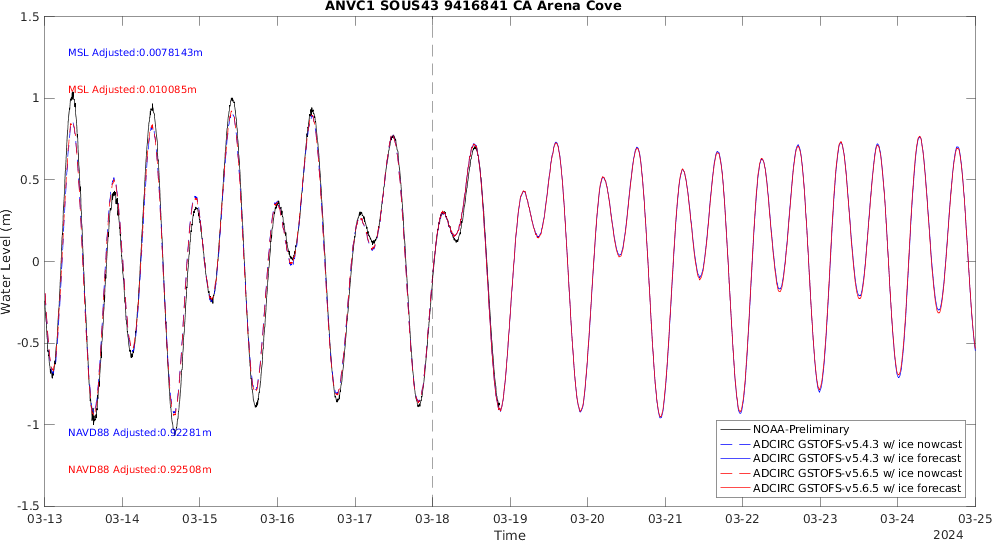 ANVC1 SOUS43 9416841 CA Arena Cove
1.5
MSL Adjusted:0.0078143m
MSL Adjusted:0.010085m
1
0.5
0
-0.5
-1
-1.5
Water Level (m)
NAVD88 Adjusted:0.92281m
NAVD88 Adjusted:0.92508m
NOAA-Preliminary
ADCIRC GSTOFS-v5.4.3 w/ ice nowcast
ADCIRC GSTOFS-v5.4.3 w/ ice forecast
ADCIRC GSTOFS-v5.6.5 w/ ice nowcast
ADCIRC GSTOFS-v5.6.5 w/ ice forecast
03-13 03-14 03-15 03-16 03-17 03-18 03-19 03-20 03-21 03-22 03-23 03-24 03-25
Time
2024